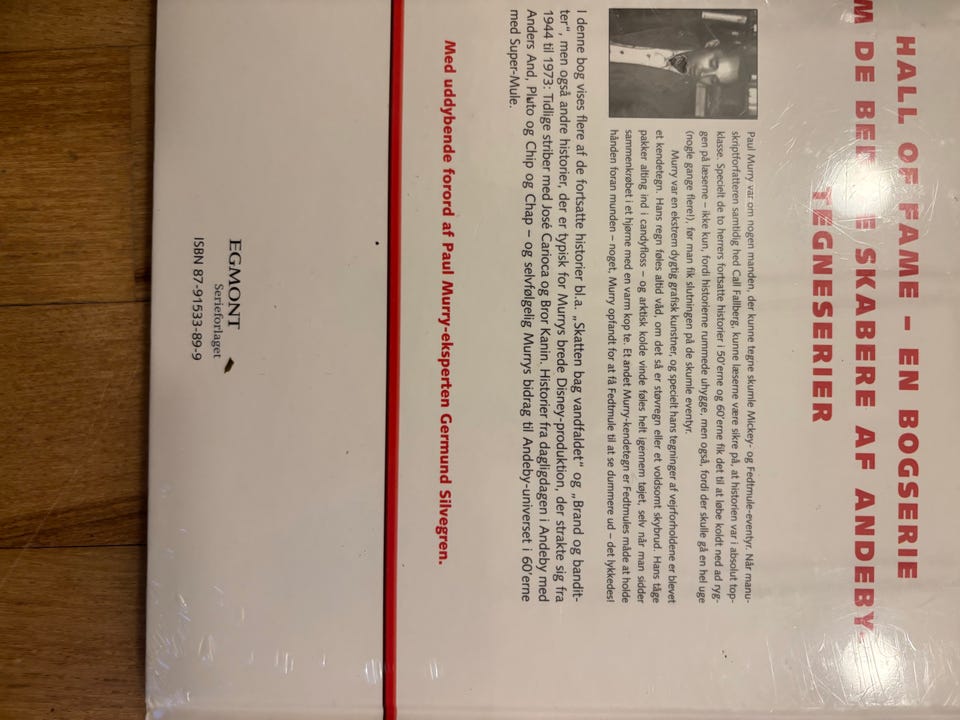 HALL OF FAME – EN BOGSERIE
M DE BE E SKABERE AF ANDEBY.
TEGNESERIER
Paul Murry var om nogen manden, der kunne tegne skumle Mickey- og Fedtmule-eventyr. Når manu-
skriptforfatteren samtidig hed Call Fallberg, kunne læserne være sikre på, at historien var i absolut top-
klasse. Specielt de to herrers fortsatte historier i 50'erne og 60'erne fik det til at løbe koldt ned ad ryg-
gen på læserne – ikke kun, fordi historierne rummede uhygge, men også, fordi der skulle gå en hel uge
(nogle gange flere!), før man fik slutningen på de skumle eventyr.
Murry var en ekstrem dygtig grafisk kunstner, og specielt hans tegninger af vejrforholdene er blevet
et kendetegn. Hans regn føles altid våd, om det så er støvregn eller et voldsomt skybrud. Hans tåge
pakker alting ind i candyfloss – og arktisk kolde vinde føles helt igennem tøjet, selv når man sidder
sammenkrøbet i et hjørne med en varm kop te. Et andet Murry-kendetegn er Fedtmules måde at holde
hånden foran munden – noget, Murry opfandt for at få Fedtmule til at se dummere ud – det lykkedes!
I denne bog vises flere af de fortsatte historier bl.a. „Skatten bag vandfaldet" og „Brand og bandit-
ter", men også andre historier, der er typisk for Murrys brede Disney-produktion, der strakte sig fra
1944 til 1973: Tidlige striber med José Carioca og Bror Kanin. Historier fra dagligdagen i Andeby med
Anders And, Pluto og Chip og Chap – og selvfølgelig Murrys bidrag til Andeby-universet i 60'erne
med Super-Mule.
Med uddybende forord af Paul Murry-eksperten Germund Silvegren.
EGMONT
Serieforlaget
ISBN 87-91533-89-9